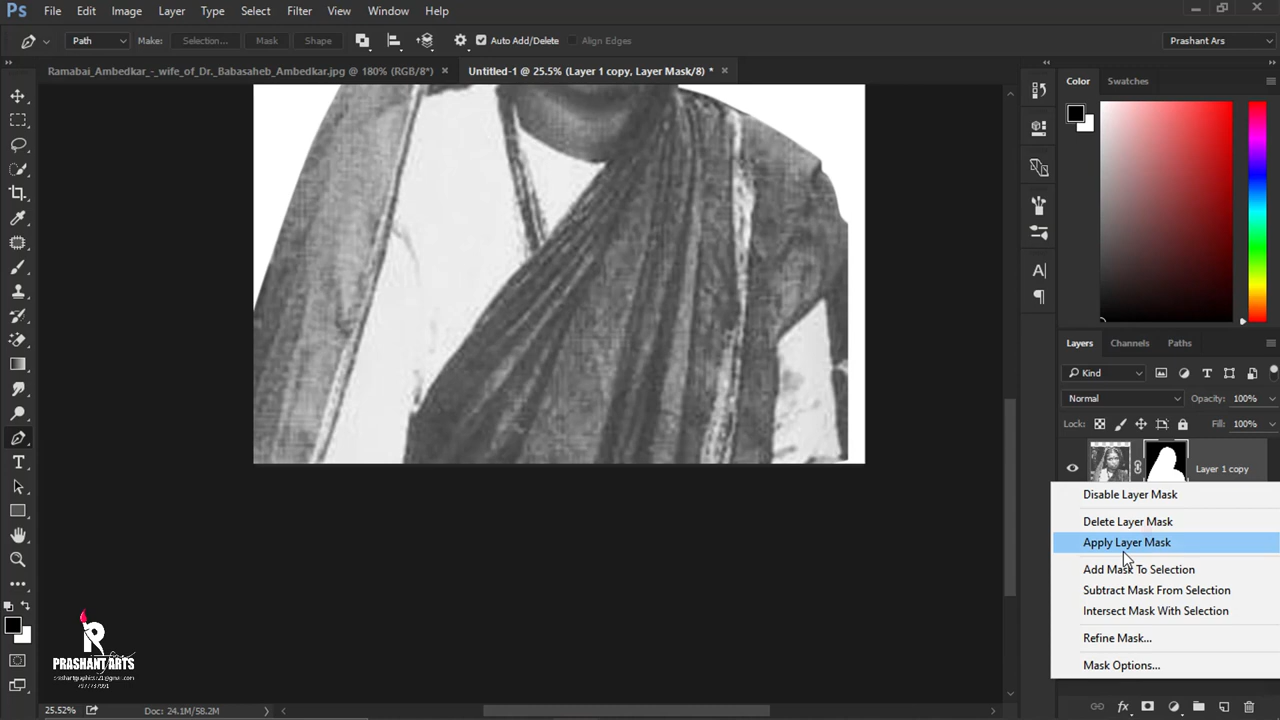 Ps File Edit Image Layer Type Select Filter 3D View Window Help
Path Make: Selection... Mask Shape Auto Add/Delete Align Edges Prashant Ars
Ramabai_Ambedkar_-_wife_of_Dr._Babasaheb_Ambedkar.jpg @ 180% (RGB/8*) × Untitled-1 @ 25.5% (Layer 1 copy, Layer Mask/8) * ×
Color Swatches
Layers Channels Paths
Kind
Normal Opacity: 100%
Lock: Fill: 100%
Layer 1 copy
Disable Layer Mask
Delete Layer Mask
Apply Layer Mask
Add Mask To Selection
Subtract Mask From Selection
Intersect Mask With Selection
Refine Mask...
Mask Options...
PRASHANT ARTS
25.52% Doc: 24.1M/58.2M